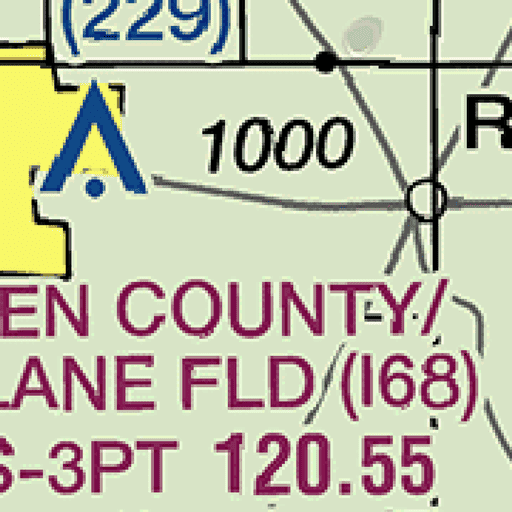 (229)
1000
R
EN COUNTY/
LANE FLD (I68)
S-3PT 120.55